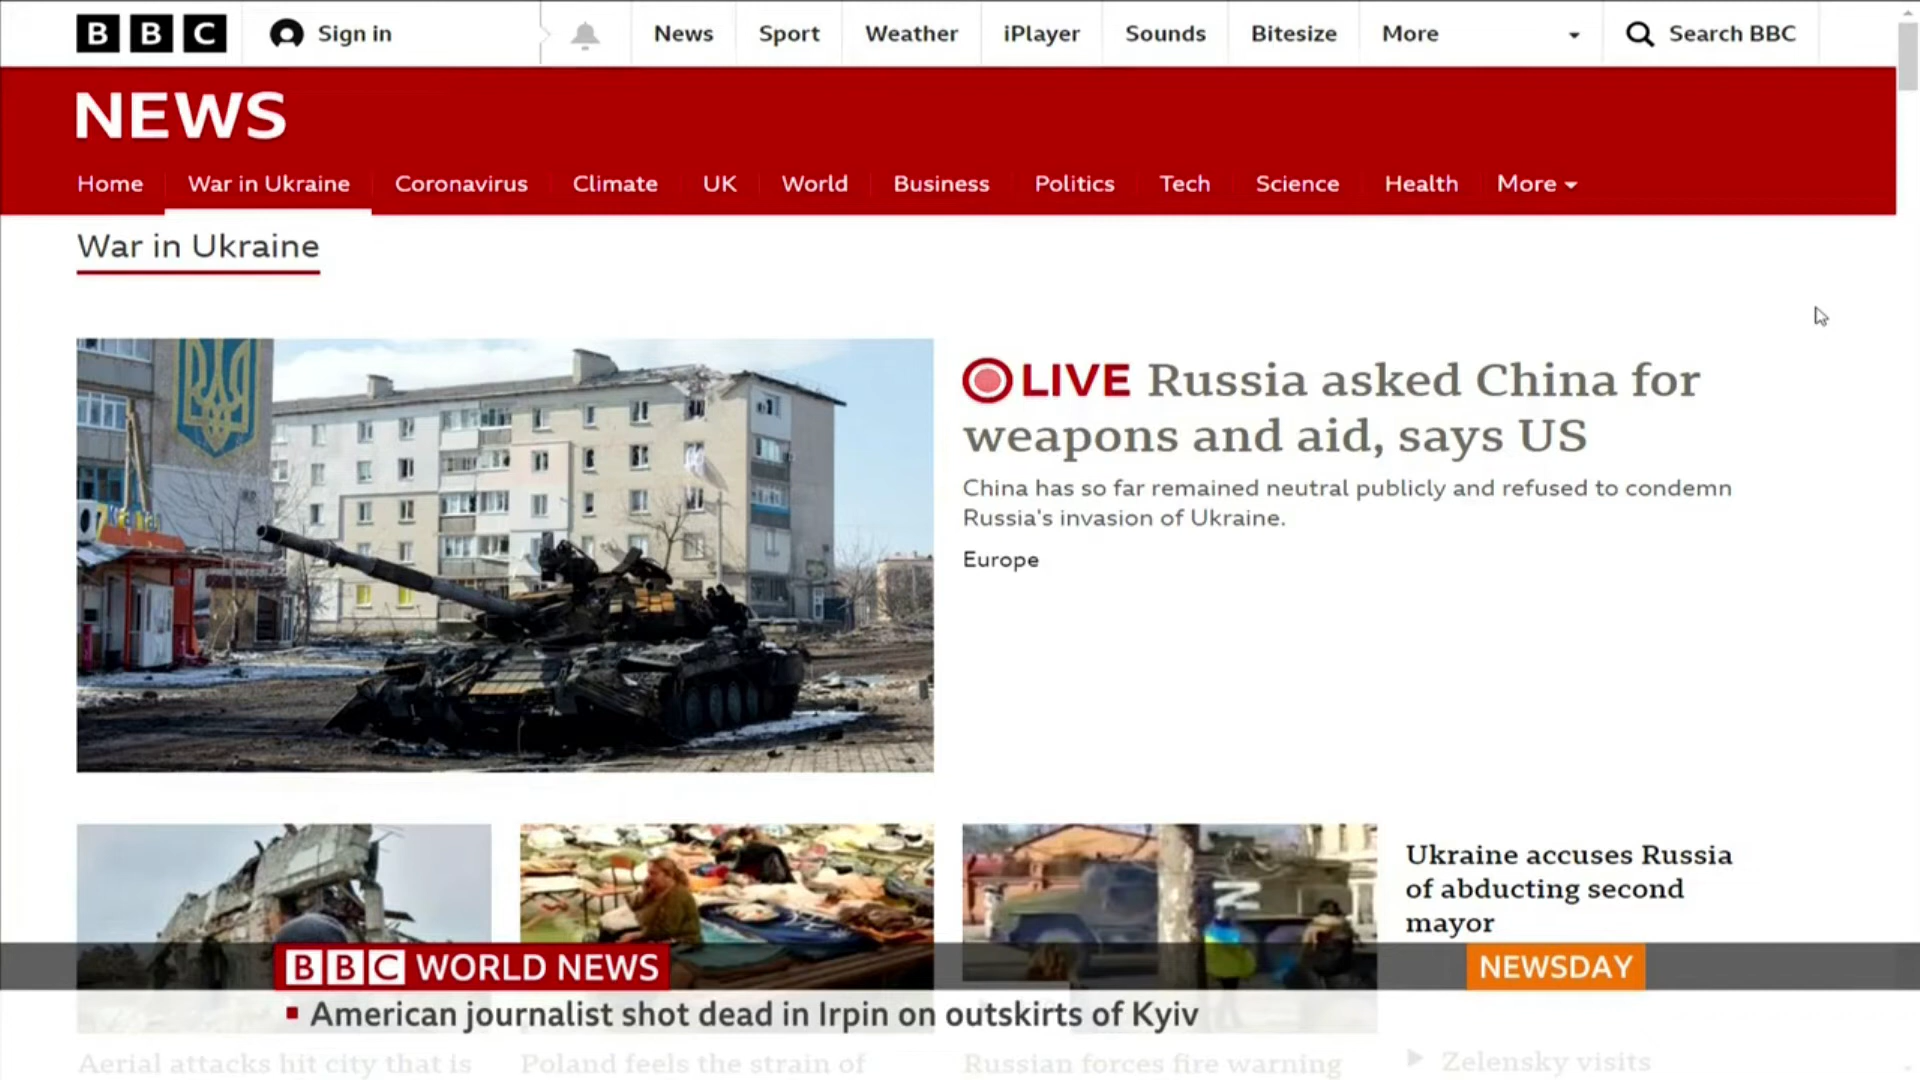 BBC
Sign in
News
Sport
Weather
iPlayer
Sounds
Bitesize
More
Search BBC
NEWS
Home
War in Ukraine
Coronavirus
Climate
UK
World
Business
Politics
Tech
Science
Health
More
War in Ukraine
LIVE Russia asked China for
weapons and aid, says US
China has so far remained neutral publicly and refused to condemn
Russia's invasion of Ukraine.
Europe
Z
Ukraine accuses Russia
of abducting second
mayor
BBC WORLD NEWS
NEWSDAY
American journalist shot dead in Irpin on outskirts of Kyiv
Aerial attacks hit city that is
Poland feels the strain of
Russian forces fire warning
Zelensky visits